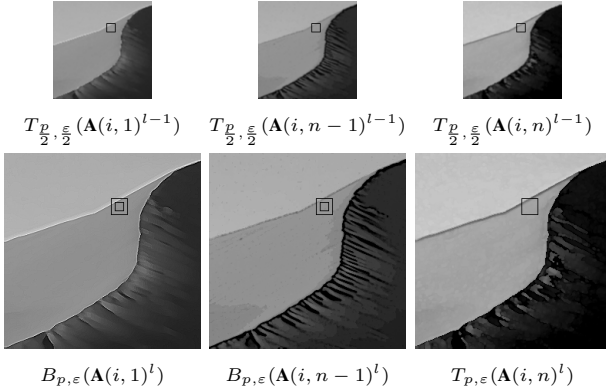 T_{p/2, ε/2}(A(i, 1)^{l−1}) T_{p/2, ε/2}(A(i, n − 1)^{l−1}) T_{p/2, ε/2}(A(i, n)^{l−1})
B_{p,ε}(A(i, 1)^l) B_{p,ε}(A(i, n − 1)^l) T_{p,ε}(A(i, n)^l)